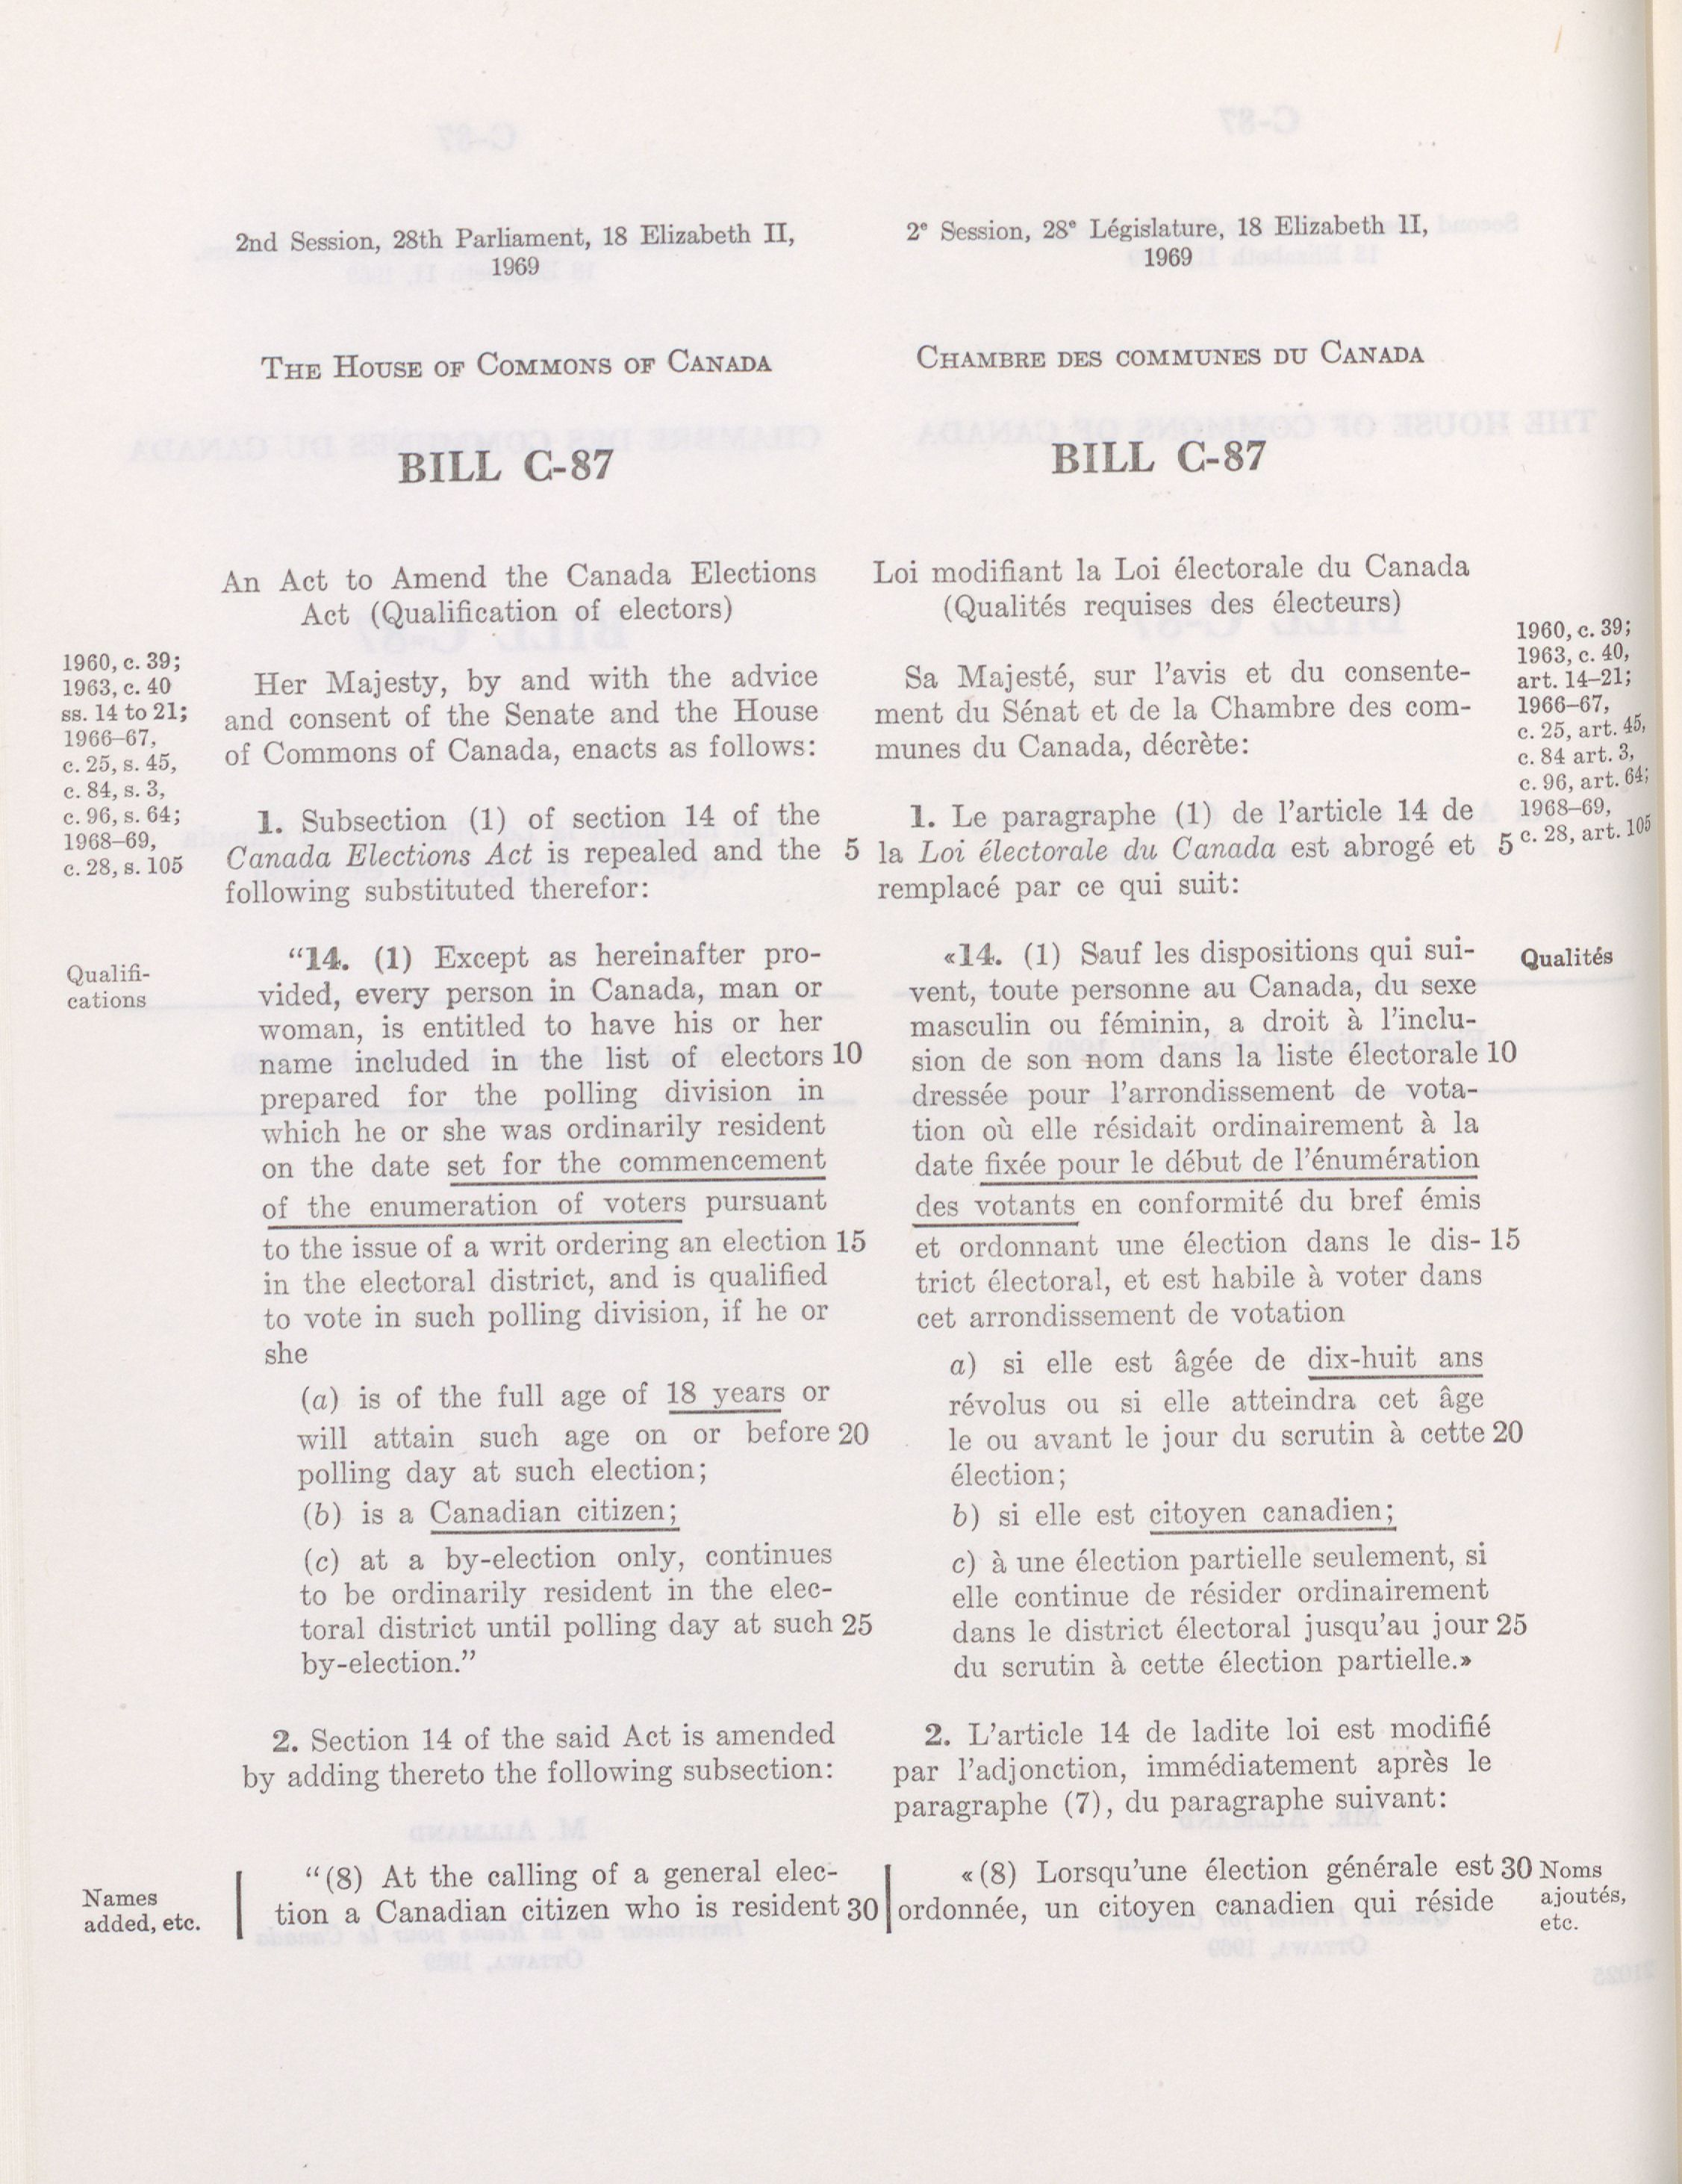 2nd Session, 28th Parliament, 18 Elizabeth II,
1969
THE HOUSE OF COMMONS OF CANADA
BILL C-87
An Act to Amend the Canada Elections
Act (Qualification of electors)
1960, c. 39;
1963, c. 40
ss. 14 to 21;
1966–67,
c. 25, s. 45,
c. 84, s. 3,
c. 96, s. 64;
1968–69,
c. 28, s. 105
Her Majesty, by and with the advice
and consent of the Senate and the House
of Commons of Canada, enacts as follows:
1. Subsection (1) of section 14 of the
Canada Elections Act is repealed and the 5
following substituted therefor:
Qualifi-
cations
“14. (1) Except as hereinafter pro-
vided, every person in Canada, man or
woman, is entitled to have his or her
name included in the list of electors 10
prepared for the polling division in
which he or she was ordinarily resident
on the date set for the commencement
of the enumeration of voters pursuant
to the issue of a writ ordering an election 15
in the electoral district, and is qualified
to vote in such polling division, if he or
she
(a) is of the full age of 18 years or
will attain such age on or before 20
polling day at such election;
(b) is a Canadian citizen;
(c) at a by-election only, continues
to be ordinarily resident in the elec-
toral district until polling day at such 25
by-election.”
2. Section 14 of the said Act is amended
by adding thereto the following subsection:
Names
added, etc.
“(8) At the calling of a general elec-
tion a Canadian citizen who is resident 30
2e Session, 28e Législature, 18 Elizabeth II,
1969
CHAMBRE DES COMMUNES DU CANADA
BILL C-87
Loi modifiant la Loi électorale du Canada
(Qualités requises des électeurs)
1960, c. 39;
1963, c. 40,
art. 14–21;
1966–67,
c. 25, art. 45,
c. 84 art. 3,
c. 96, art. 64;
1968–69,
c. 28, art. 105
Sa Majesté, sur l’avis et du consente-
ment du Sénat et de la Chambre des com-
munes du Canada, décrète:
1. Le paragraphe (1) de l’article 14 de
la Loi électorale du Canada est abrogé et 5
remplacé par ce qui suit:
Qualités
«14. (1) Sauf les dispositions qui sui-
vent, toute personne au Canada, du sexe
masculin ou féminin, a droit à l’inclu-
sion de son nom dans la liste électorale 10
dressée pour l’arrondissement de vota-
tion où elle résidait ordinairement à la
date fixée pour le début de l’énumération
des votants en conformité du bref émis
et ordonnant une élection dans le dis- 15
trict électoral, et est habile à voter dans
cet arrondissement de votation
a) si elle est âgée de dix-huit ans
révolus ou si elle atteindra cet âge
le ou avant le jour du scrutin à cette 20
élection;
b) si elle est citoyen canadien;
c) à une élection partielle seulement, si
elle continue de résider ordinairement
dans le district électoral jusqu’au jour 25
du scrutin à cette élection partielle.»
2. L’article 14 de ladite loi est modifié
par l’adjonction, immédiatement après le
paragraphe (7), du paragraphe suivant:
«(8) Lorsqu’une élection générale est 30
ordonnée, un citoyen canadien qui réside
Noms
ajoutés,
etc.